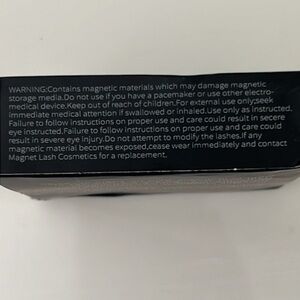 WARNING:Contains magnetic materials which may damage magnetic
storage media.Do not use if you have a pacemaker or use other electro-
medical device.Keep out of reach of children.For external use only;seek
immediate medical attention if swallowed or inhaled.Use only as instructed.
Failure to follow instructions on proper use and care could result in secere
eye instructed.Failure to follow instructions on proper use and care could
result in severe eye injury.Do not attempt to modify the lashes.If any
magnetic material becomes exposed,cease wear immediately and contact
Magnet Lash Cosmetics for a replacement.